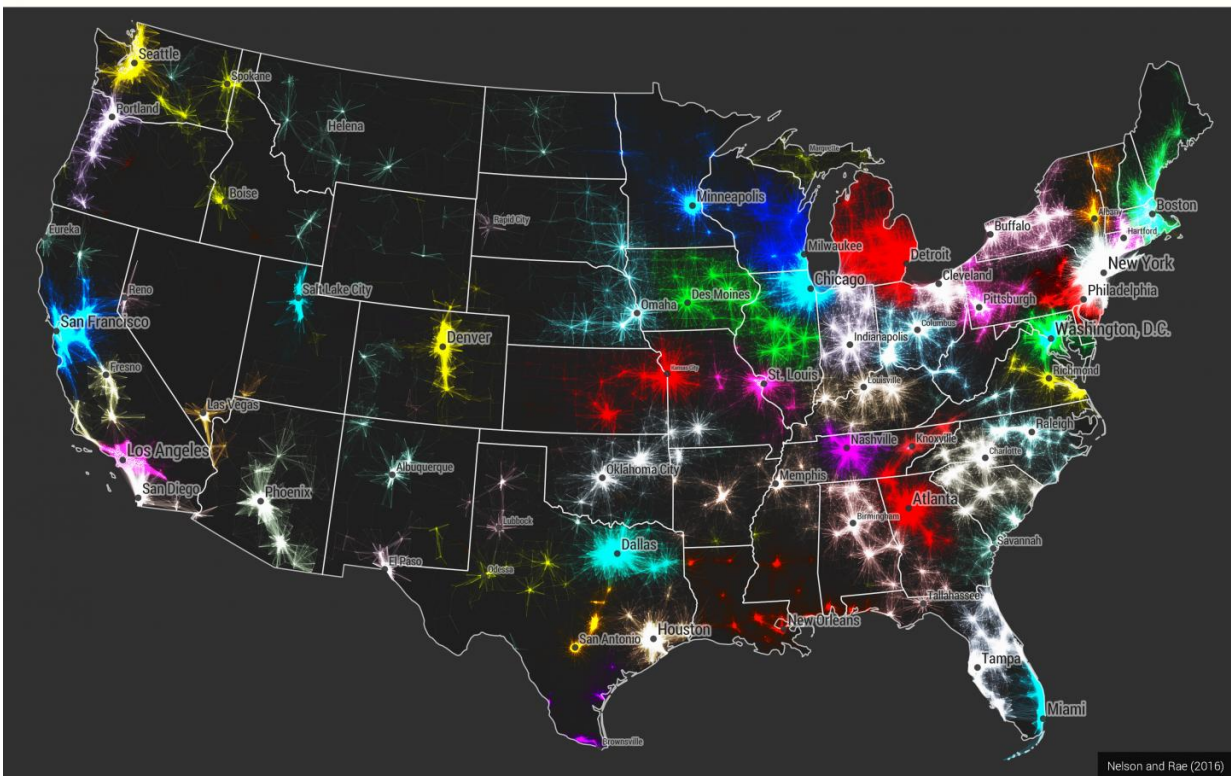 Seattle
Spokane
Portland
Helena
Boise
Eureka
Reno
Salt Lake City
San Francisco
Fresno
Las Vegas
Los Angeles
San Diego
Phoenix
Albuquerque
El Paso
Denver
Rapid City
Omaha
Des Moines
Minneapolis
Milwaukee
Marquette
Chicago
Detroit
Cleveland
Buffalo
Albany
Boston
Hartford
New York
Philadelphia
Pittsburgh
Washington, D.C.
Richmond
Columbus
Indianapolis
Louisville
St. Louis
Kansas City
Nashville
Knoxville
Raleigh
Charlotte
Memphis
Oklahoma City
Lubbock
Odessa
Dallas
Birmingham
Atlanta
Savannah
Tallahassee
New Orleans
Houston
San Antonio
Brownsville
Tampa
Miami
Nelson and Rae (2016)